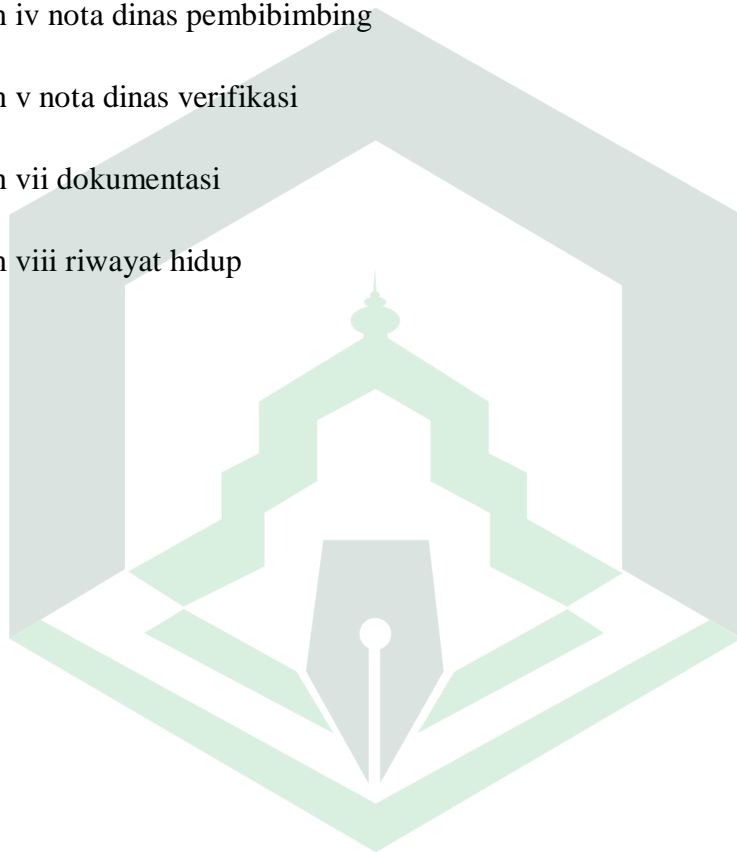 n iv nota dinas pembibimbing
n v nota dinas verifikasi
n vii dokumentasi
n viii riwayat hidup